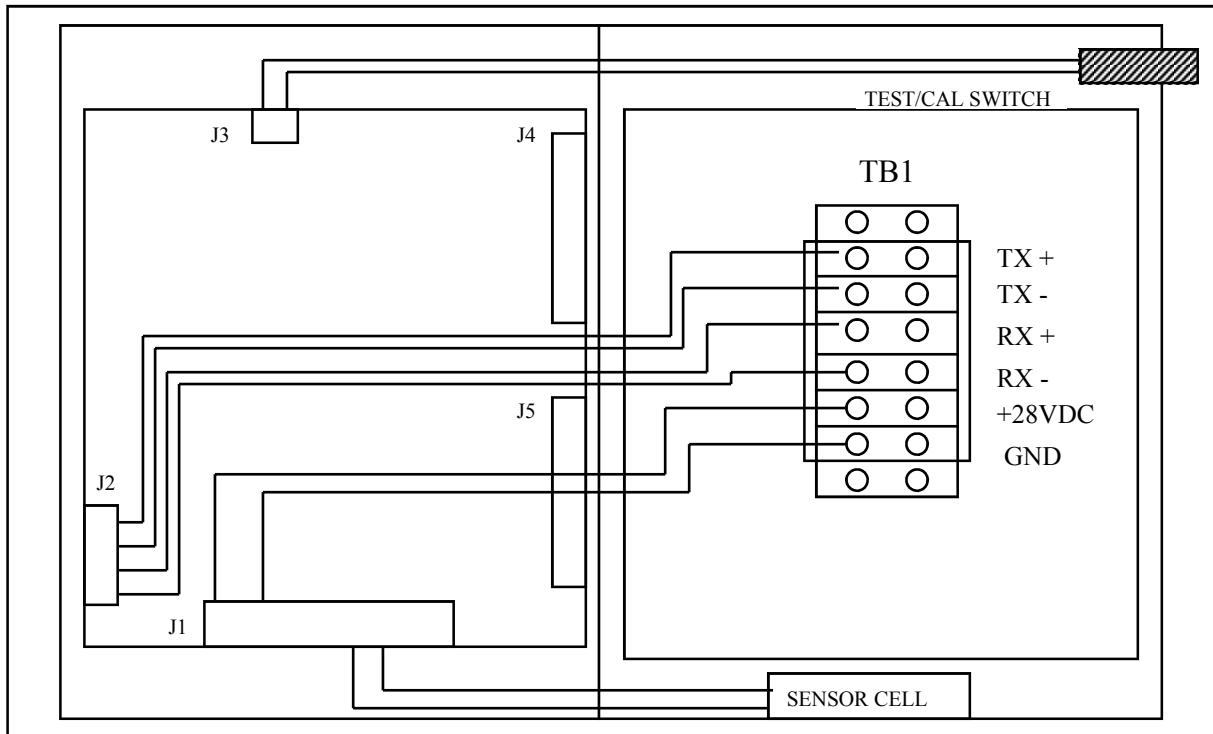 TEST/CAL SWITCH
J3
J4
TB1
TX +
TX -
RX +
RX -
+28VDC
GND
J5
J2
J1
SENSOR CELL